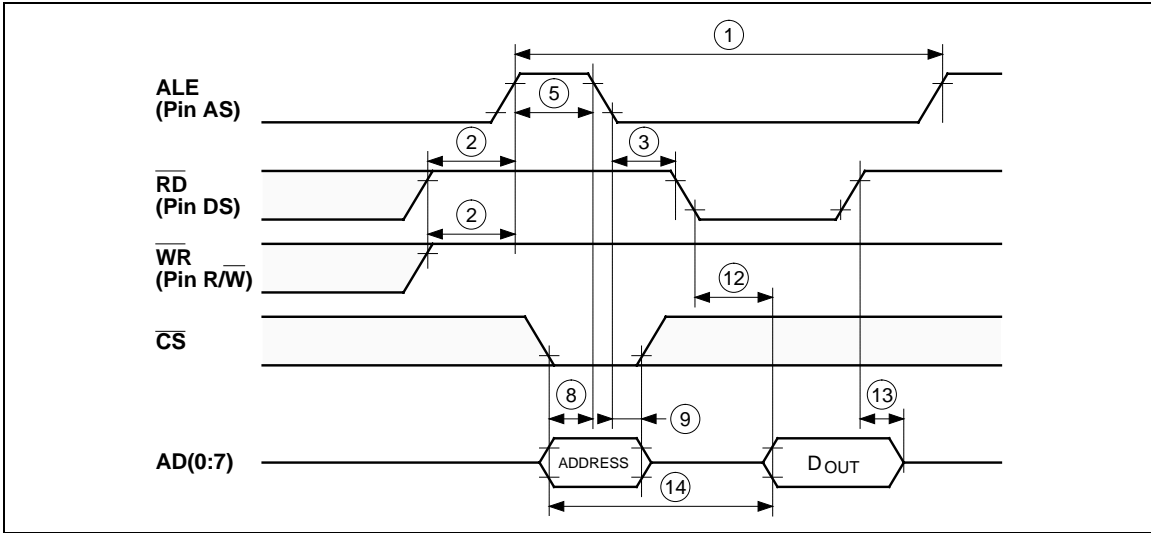 1
ALE
(Pin AS)
5
2
3
RD
(Pin DS)
2
WR
(Pin R/W)
12
CS
8
9
13
AD(0:7)
ADDRESS
DOUT
14